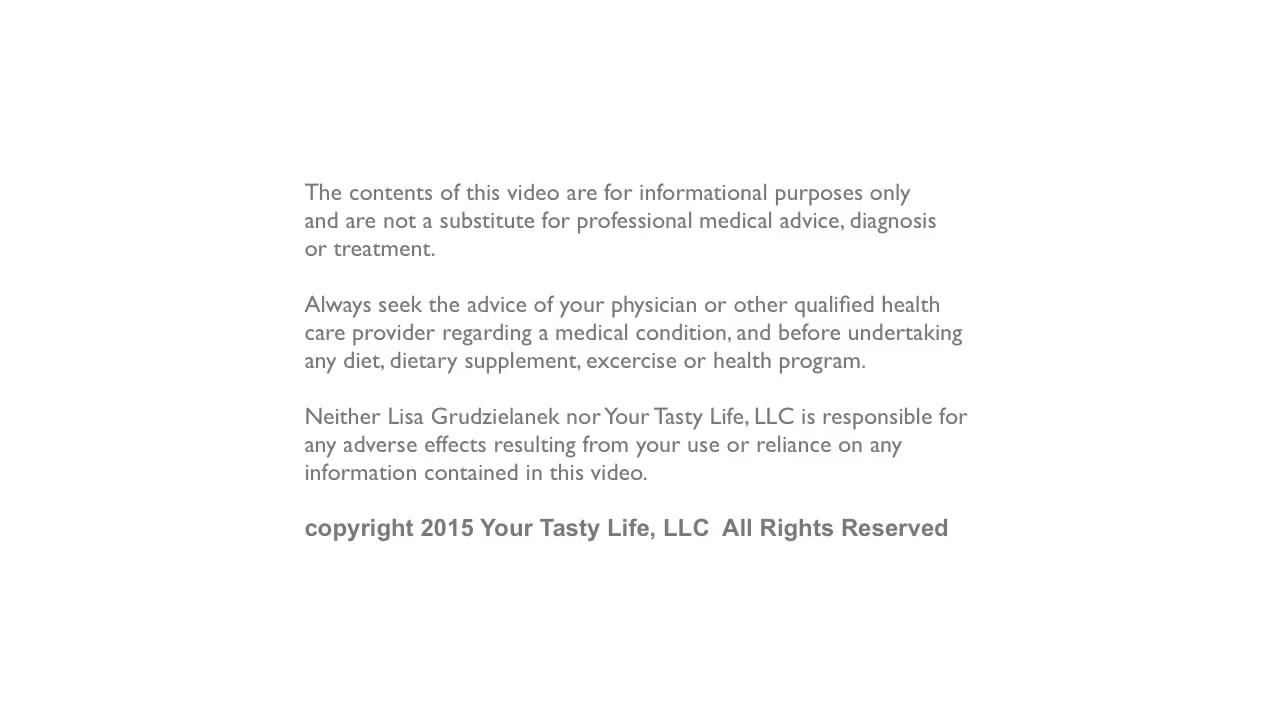 The contents of this video are for informational purposes only
and are not a substitute for professional medical advice, diagnosis
or treatment.
Always seek the advice of your physician or other qualified health
care provider regarding a medical condition, and before undertaking
any diet, dietary supplement, excercise or health program.
Neither Lisa Grudzielanek nor Your Tasty Life, LLC is responsible for
any adverse effects resulting from your use or reliance on any
information contained in this video.
copyright 2015 Your Tasty Life, LLC  All Rights Reserved